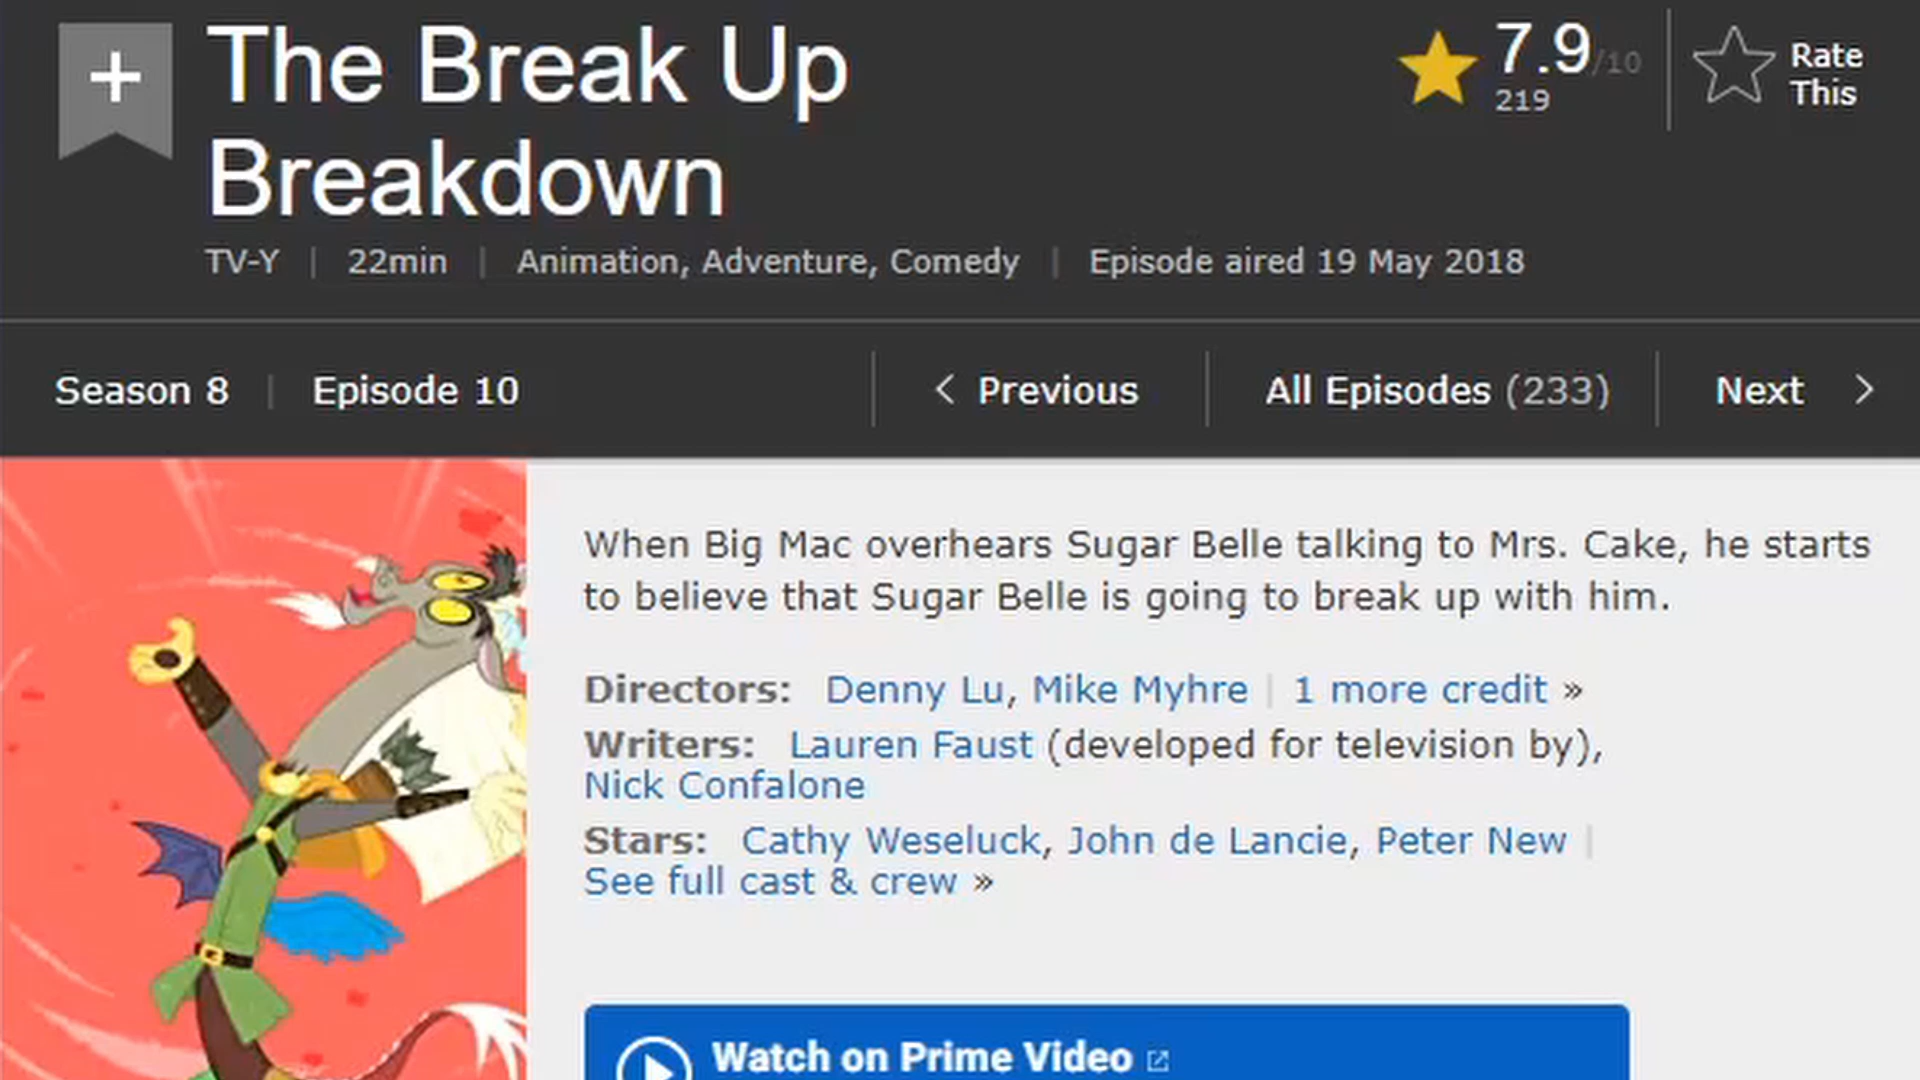 The Break Up
Breakdown
7.9/10
219
Rate
This
TV-Y | 22min | Animation, Adventure, Comedy | Episode aired 19 May 2018
Season 8 | Episode 10
Previous
All Episodes (233)
Next
When Big Mac overhears Sugar Belle talking to Mrs. Cake, he starts
to believe that Sugar Belle is going to break up with him.
Directors: Denny Lu, Mike Myhre | 1 more credit »
Writers: Lauren Faust (developed for television by),
Nick Confalone
Stars: Cathy Weseluck, John de Lancie, Peter New |
See full cast & crew »
Watch on Prime Video